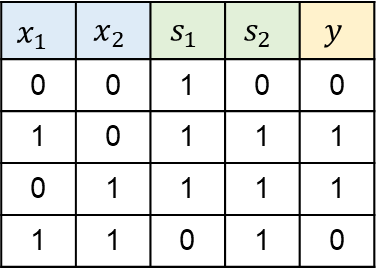 x₁ x₂ s₁ s₂ y
0 0 1 0 0
1 0 1 1 1
0 1 1 1 1
1 1 0 1 0